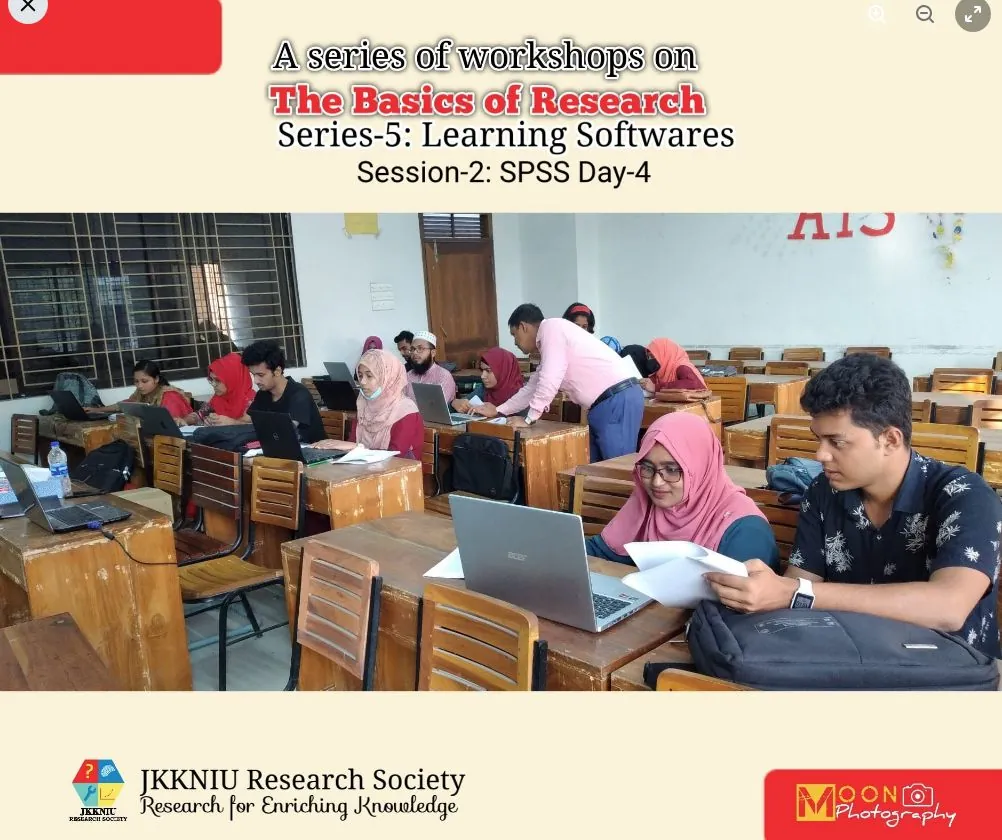 A series of workshops on
The Basics of Research
Series-5: Learning Softwares
Session-2: SPSS Day-4
AIS
acer
JKKNIU
RESEARCH SOCIETY
JKKNIU Research Society
Research for Enriching Knowledge
MOON
Photography